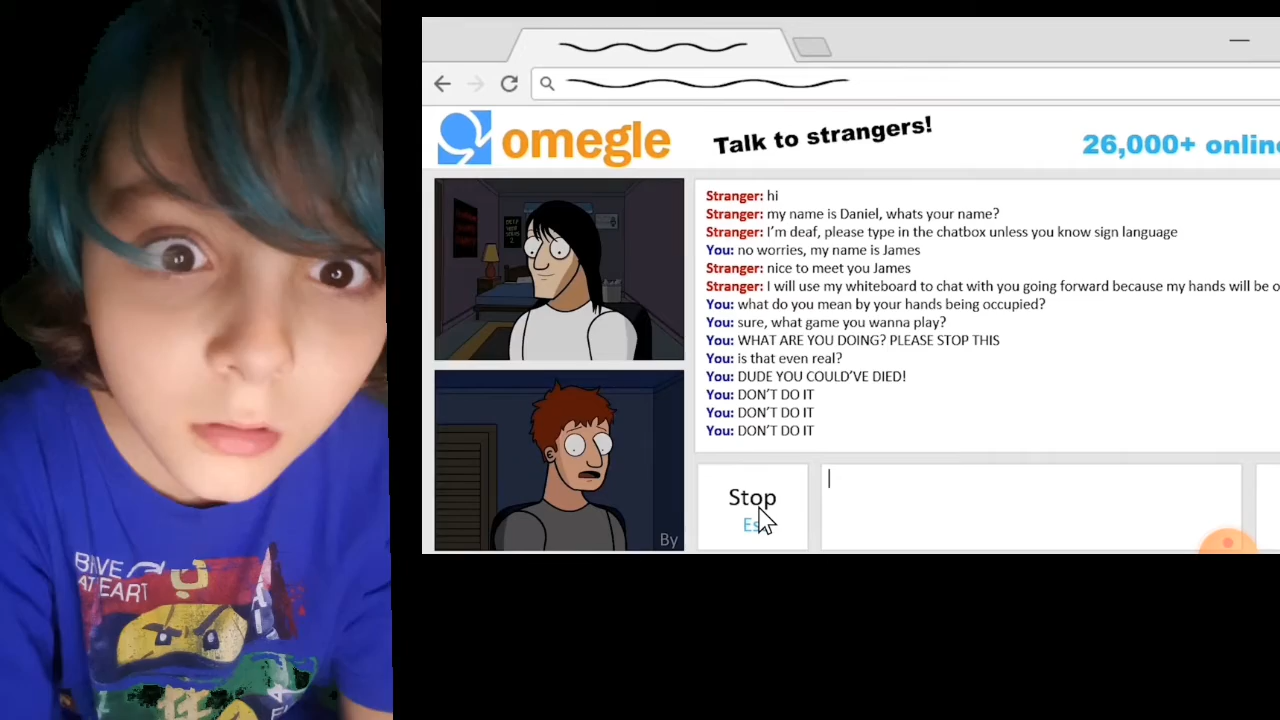 omegle
Talk to strangers!
26,000+ online
Stranger: hi
Stranger: my name is Daniel, whats your name?
Stranger: I'm deaf, please type in the chatbox unless you know sign language
You: no worries, my name is James
Stranger: nice to meet you James
Stranger: I will use my whiteboard to chat with you going forward because my hands will be o
You: what do you mean by your hands being occupied?
You: sure, what game you wanna play?
You: WHAT ARE YOU DOING? PLEASE STOP THIS
You: is that even real?
You: DUDE YOU COULD'VE DIED!
You: DON'T DO IT
You: DON'T DO IT
You: DON'T DO IT
Stop
Es
By
AT EART